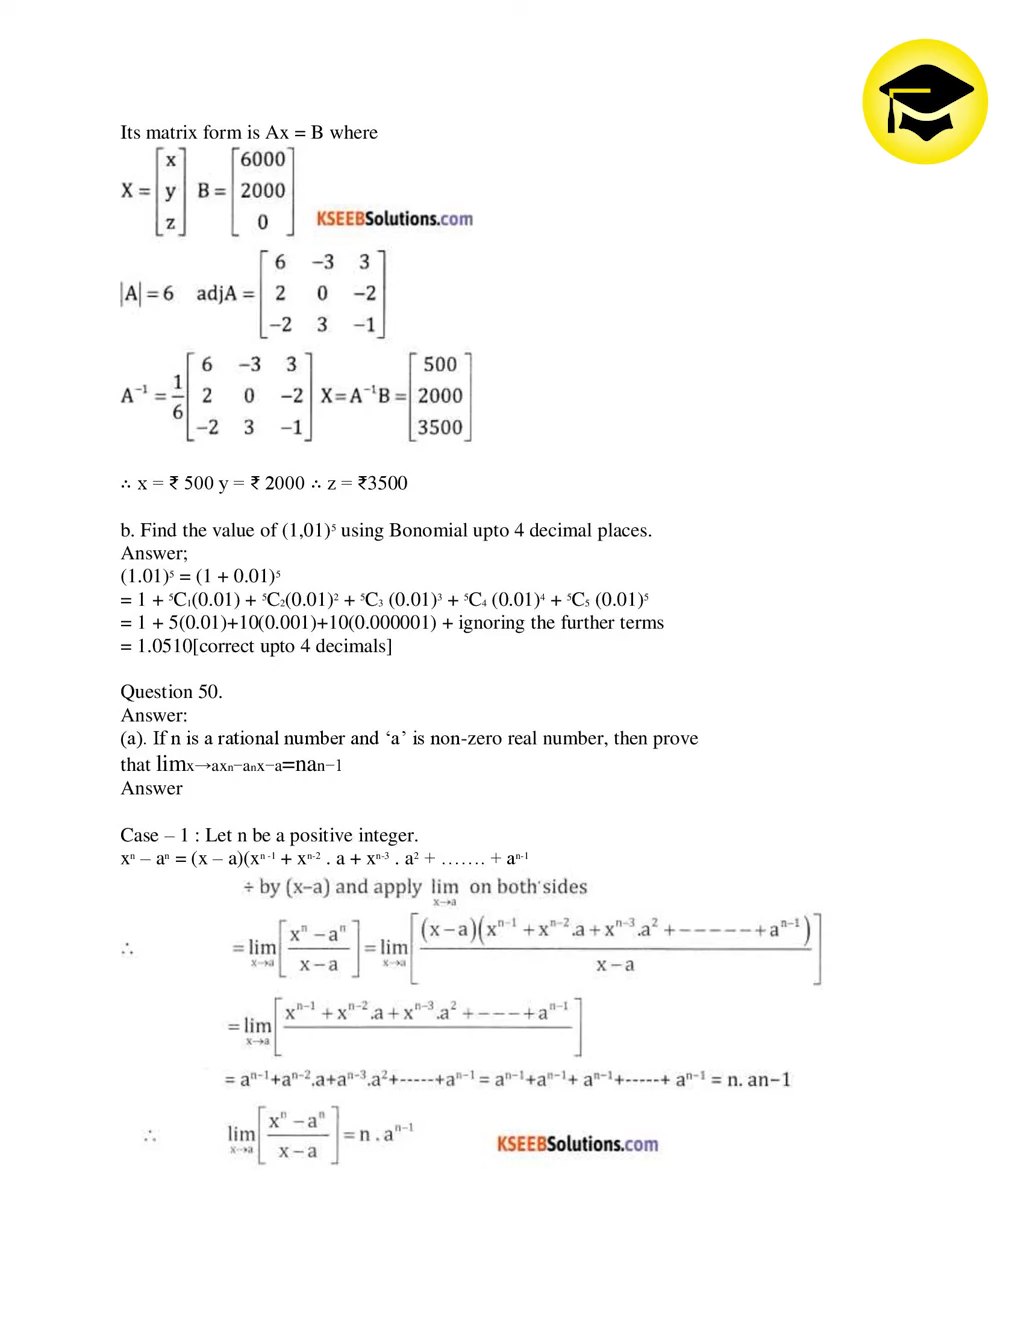 Its matrix form is Ax = B where
X = [x y z] B = [6000 2000 0]
KSEEBSolutions.com
|A| = 6 adjA = [6 −3 3 2 0 −2 −2 3 −1]
A⁻¹ = 1/6 [6 −3 3 2 0 −2 −2 3 −1] X = A⁻¹B = [500 2000 3500]
∴ x = ₹ 500 y = ₹ 2000 ∴ z = ₹3500
b. Find the value of (1,01)⁵ using Bonomial upto 4 decimal places.
Answer;
(1.01)⁵ = (1 + 0.01)⁵
= 1 + ⁵C₁(0.01) + ⁵C₂(0.01)² + ⁵C₃ (0.01)³ + ⁵C₄ (0.01)⁴ + ⁵C₅ (0.01)⁵
= 1 + 5(0.01)+10(0.001)+10(0.000001) + ignoring the further terms
= 1.0510[correct upto 4 decimals]
Question 50.
Answer:
(a). If n is a rational number and ‘a’ is non-zero real number, then prove
that limx→axn−anx−a=nan−1
Answer
Case – 1 : Let n be a positive integer.
xⁿ – aⁿ = (x – a)(xⁿ⁻¹ + xⁿ⁻² . a + xⁿ⁻³ . a² + ……. + aⁿ⁻¹
÷ by (x–a) and apply lim x→a on both sides
∴ = lim x→a [xⁿ − aⁿ / x − a] = lim x→a [(x − a)(xⁿ⁻¹ + xⁿ⁻².a + xⁿ⁻³.a² + −−−−− + aⁿ⁻¹) / x − a]
= lim x→a [xⁿ⁻¹ + xⁿ⁻².a + xⁿ⁻³.a² + −−−− + aⁿ⁻¹]
= aⁿ⁻¹+aⁿ⁻².a+aⁿ⁻³.a²+-----+aⁿ⁻¹ = aⁿ⁻¹+aⁿ⁻¹+ aⁿ⁻¹+-----+ aⁿ⁻¹ = n. an−1
∴ lim x→a [xⁿ − aⁿ / x − a] = n . aⁿ⁻¹
KSEEBSolutions.com